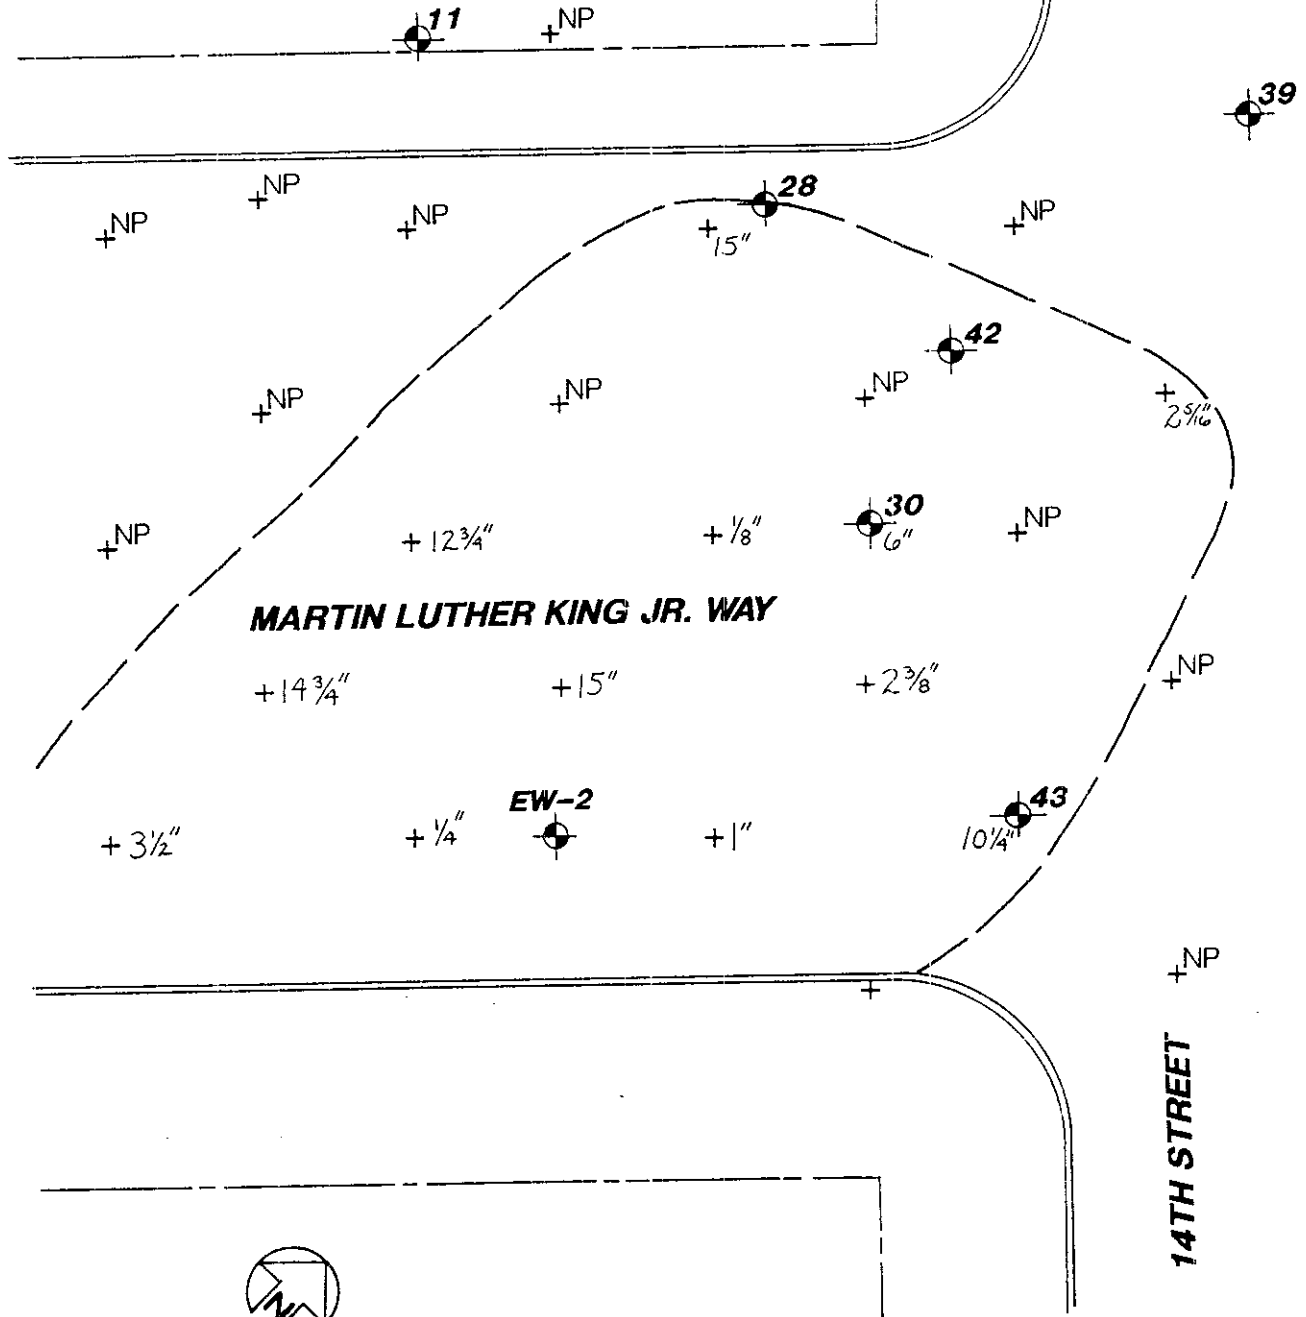 11
NP
39
NP
NP
NP
28
15"
NP
42
NP
NP
NP
2 5/16"
NP
12 3/4"
1/8"
30
6"
NP
MARTIN LUTHER KING JR. WAY
14 3/4"
15"
2 3/8"
NP
EW-2
43
3 1/2"
1/4"
1"
10 1/4"
NP
14TH STREET
N